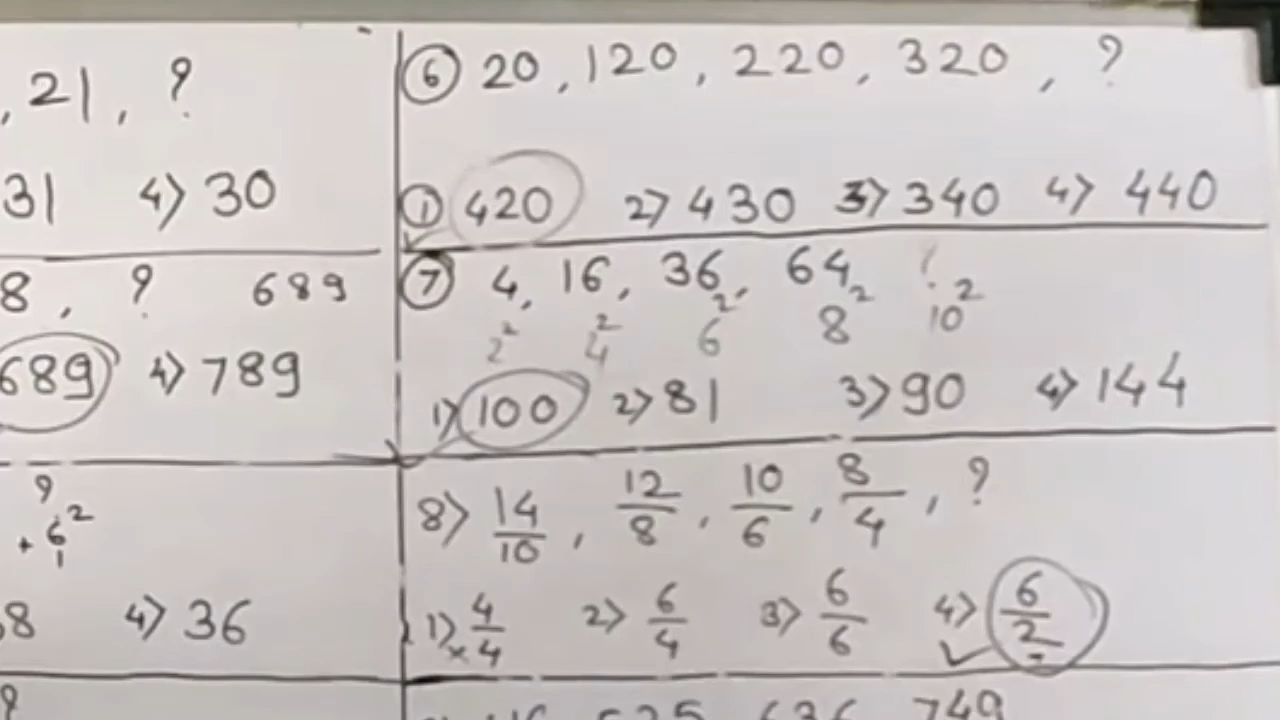 , 21, ?
31 4) 30
8, ? 689
689 4) 789
?
6²
1
8 4) 36
?
6 20, 120, 220, 320, ?
1 420 2) 430 3) 340 4) 440
7 4, 16, 36, 64, ?
2² 4² 6² 8² 10²
1) 100 2) 81 3) 90 4) 144
8) 14/10, 12/8, 10/6, 8/4, ?
1) 4/4 2) 6/4 3) 6/6 4) 6/2
749